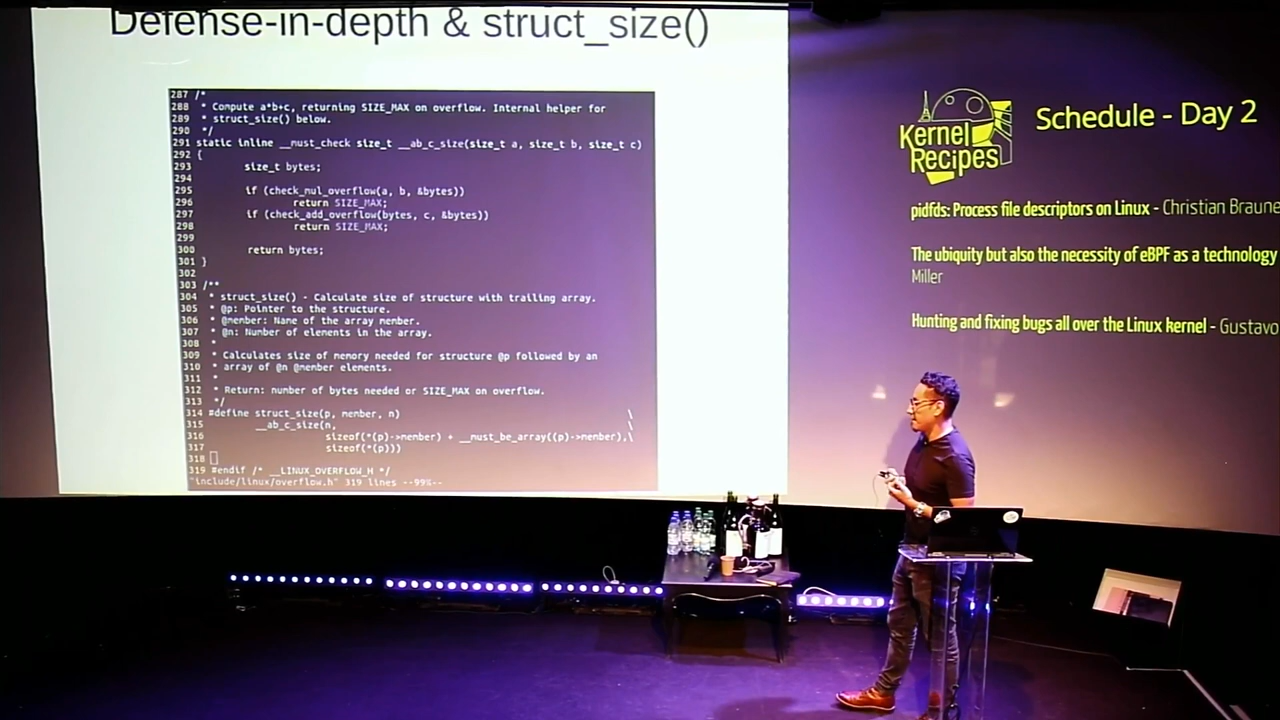 Defense-in-depth & struct_size()
287 /*
288  * Compute a*b+c, returning SIZE_MAX on overflow. Internal helper for
289  * struct_size() below.
290  */
291 static inline __must_check size_t __ab_c_size(size_t a, size_t b, size_t c)
292 {
293         size_t bytes;
294
295         if (check_mul_overflow(a, b, &bytes))
296                 return SIZE_MAX;
297         if (check_add_overflow(bytes, c, &bytes))
298                 return SIZE_MAX;
299
300         return bytes;
301 }
302
303 /**
304  * struct_size() - Calculate size of structure with trailing array.
305  * @p: Pointer to the structure.
306  * @member: Name of the array member.
307  * @n: Number of elements in the array.
308  *
309  * Calculates size of memory needed for structure @p followed by an
310  * array of @n @member elements.
311  *
312  * Return: number of bytes needed or SIZE_MAX on overflow.
313  */
314 #define struct_size(p, member, n) \
315         __ab_c_size(n, \
316                 sizeof(*(p)->member) + __must_be_array((p)->member),\
317                 sizeof(*(p)))
318
319 #endif /* __LINUX_OVERFLOW_H */
"include/linux/overflow.h" 319 lines --99%--
Kernel
Recipes
Schedule - Day 2
pidfds: Process file descriptors on Linux - Christian Braune
The ubiquity but also the necessity of eBPF as a technology
Miller
Hunting and fixing bugs all over the Linux kernel - Gustavo